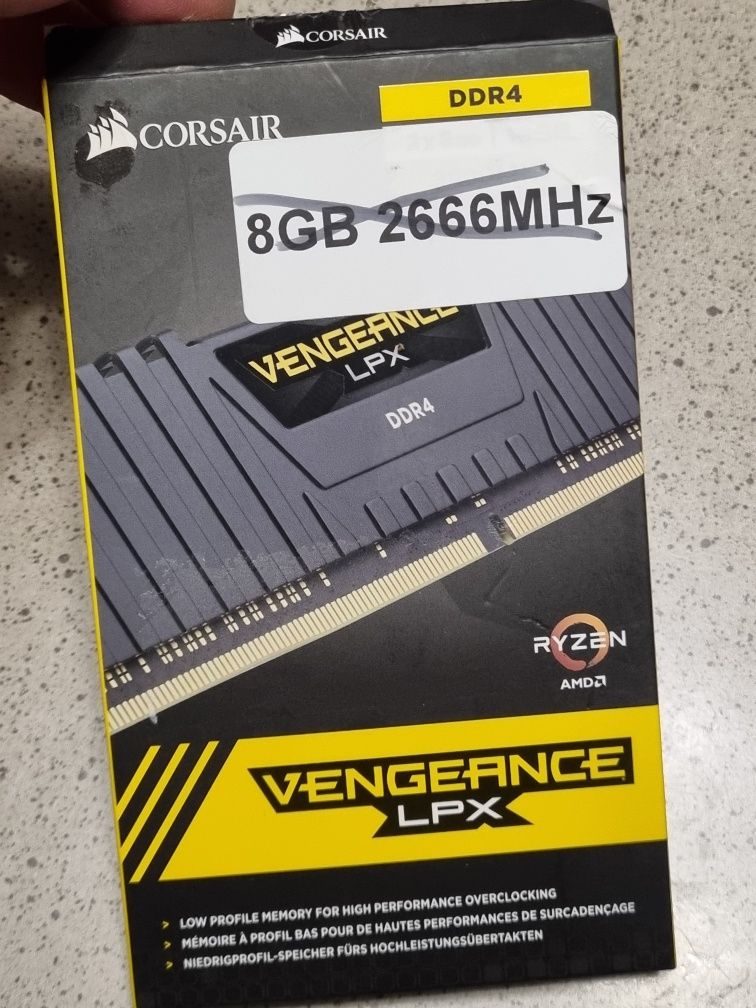 CORSAIR
DDR4
CORSAIR
8GB 2666MHz
VENGEANCE
LPX
DDR4
RYZEN
AMD
VENGEANCE
LPX
> LOW PROFILE MEMORY FOR HIGH PERFORMANCE OVERCLOCKING
> MÉMOIRE À PROFIL BAS POUR DE HAUTES PERFORMANCES DE SURCADENÇAGE
> NIEDRIGPROFIL-SPEICHER FÜRS HOCHLEISTUNGSÜBERTAKTEN